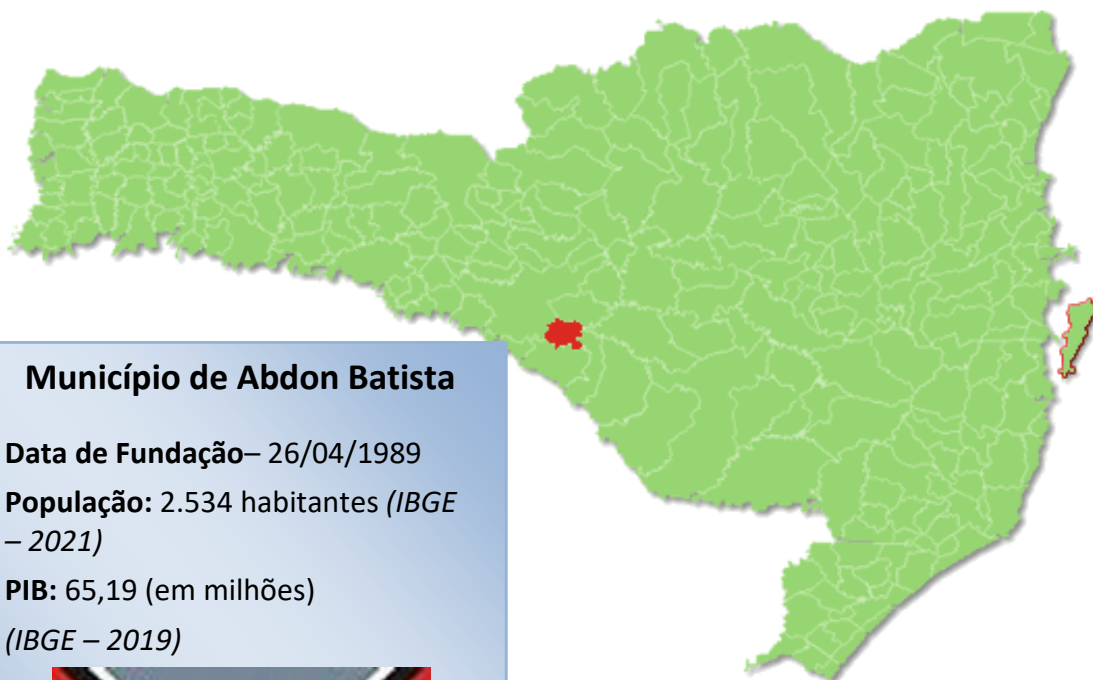 Município de Abdon Batista
Data de Fundação– 26/04/1989
População: 2.534 habitantes (IBGE
– 2021)
PIB: 65,19 (em milhões)
(IBGE – 2019)